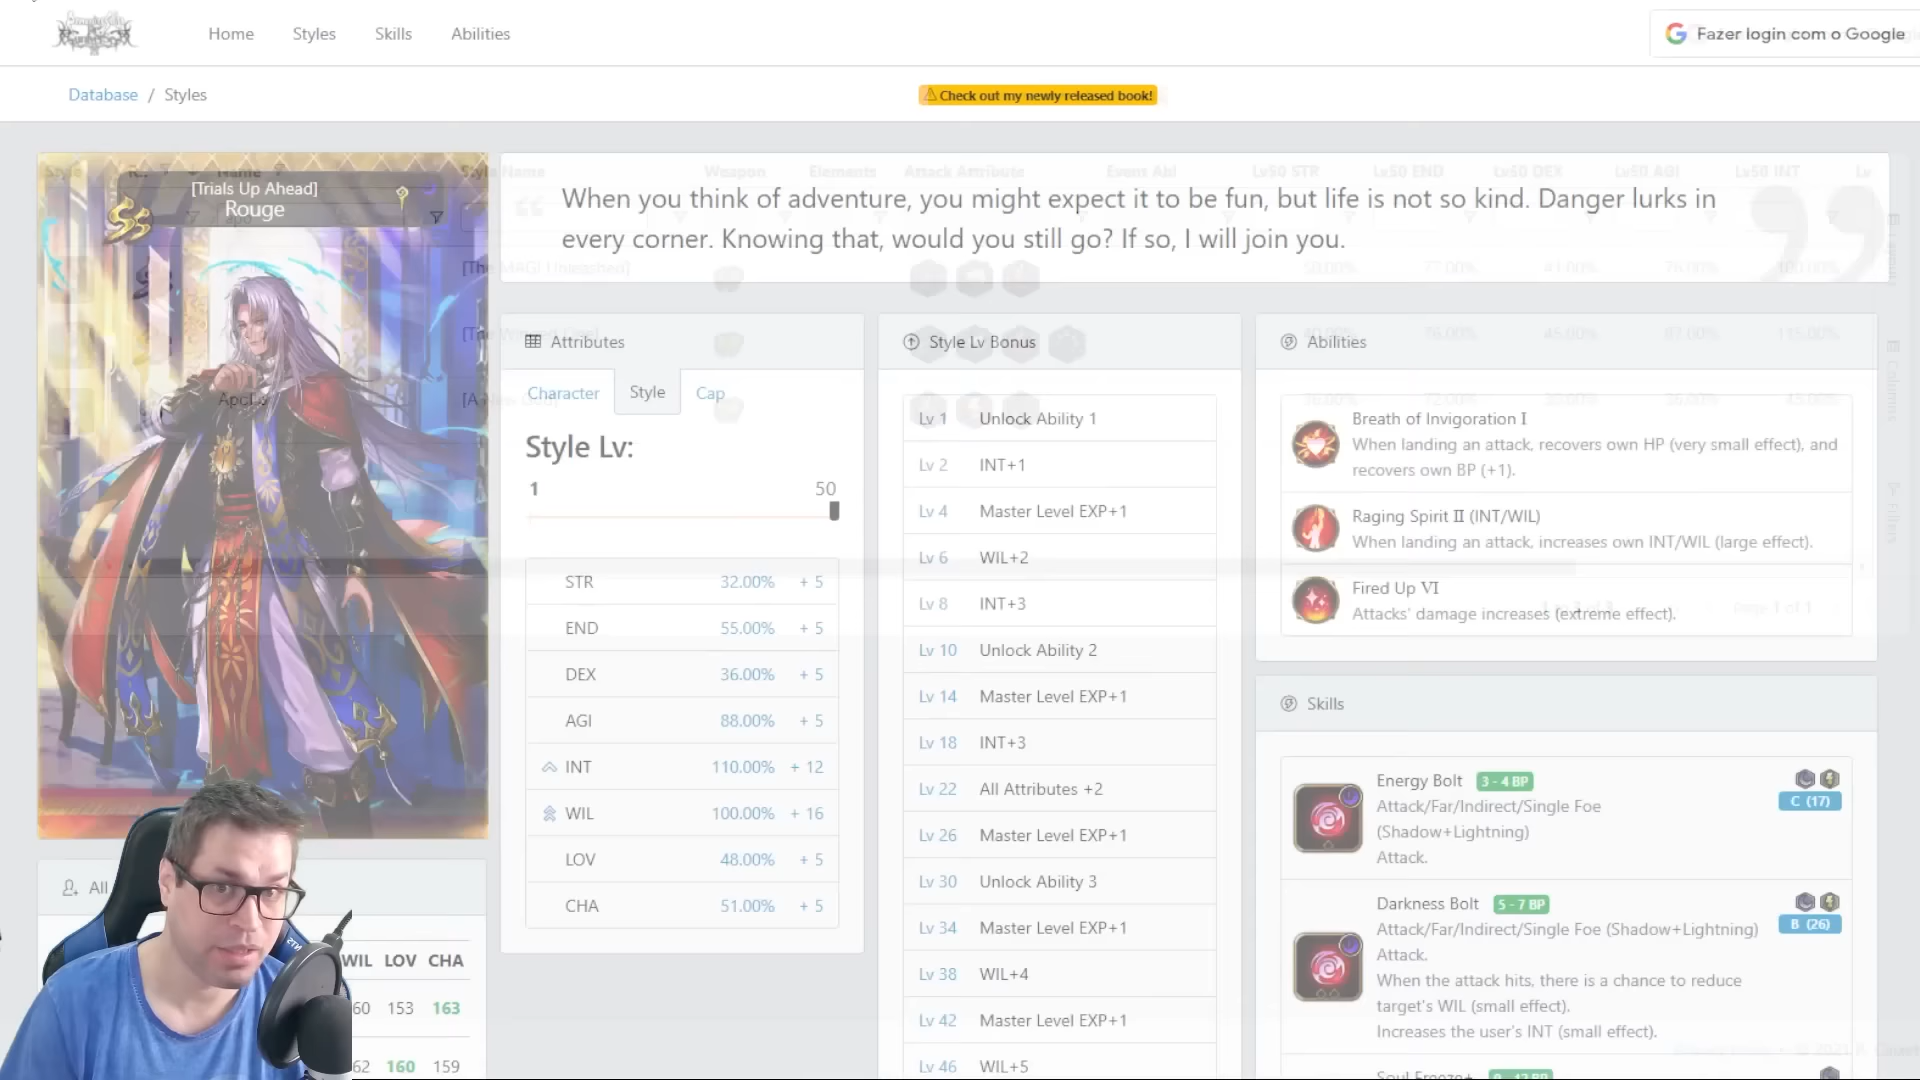 Home Styles Skills Abilities
Fazer login com o Google
Database / Styles
Check out my newly released book!
[Trials Up Ahead]
Rouge
When you think of adventure, you might expect it to be fun, but life is not so kind. Danger lurks in
every corner. Knowing that, would you still go? If so, I will join you.
Attributes
Character Style Cap
Style Lv:
1 50
STR 32.00% + 5
END 55.00% + 5
DEX 36.00% + 5
AGI 88.00% + 5
INT 110.00% + 12
WIL 100.00% + 16
LOV 48.00% + 5
CHA 51.00% + 5
Style Lv Bonus
Lv 1 Unlock Ability 1
Lv 2 INT+1
Lv 4 Master Level EXP+1
Lv 6 WIL+2
Lv 8 INT+3
Lv 10 Unlock Ability 2
Lv 14 Master Level EXP+1
Lv 18 INT+3
Lv 22 All Attributes +2
Lv 26 Master Level EXP+1
Lv 30 Unlock Ability 3
Lv 34 Master Level EXP+1
Lv 38 WIL+4
Lv 42 Master Level EXP+1
Lv 46 WIL+5
Abilities
Breath of Invigoration I
When landing an attack, recovers own HP (very small effect), and
recovers own BP (+1).
Raging Spirit II (INT/WIL)
When landing an attack, increases own INT/WIL (large effect).
Fired Up VI
Attacks' damage increases (extreme effect).
Skills
Energy Bolt 3 - 4 BP
C (17)
Attack/Far/Indirect/Single Foe
(Shadow+Lightning)
Attack.
Darkness Bolt 5 - 7 BP
B (26)
Attack/Far/Indirect/Single Foe (Shadow+Lightning)
Attack.
When the attack hits, there is a chance to reduce
target's WIL (small effect).
Increases the user's INT (small effect).
All
WIL LOV CHA
60 153 163
62 160 159